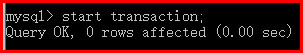 mysql> start transaction;
Query OK, 0 rows affected (0.00 sec)